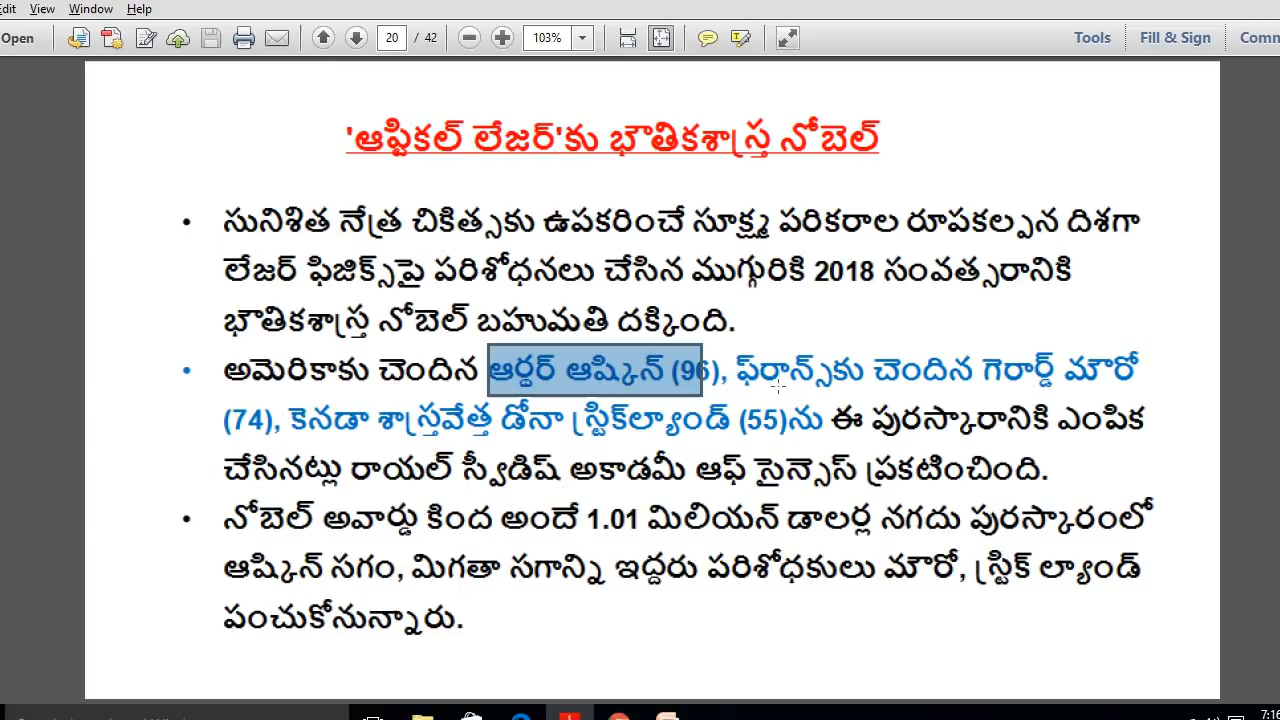 Edit View Window Help
Open 20 / 42 103% Tools Fill & Sign
'ఆప్టికల్ లేజర్'కు భౌతికశాస్త్ర నోబెల్
• సునిశిత నేత్ర చికిత్సకు ఉపకరించే సూక్ష్మ పరికరాల రూపకల్పన దిశగా
లేజర్ ఫిజిక్స్‌పై పరిశోధనలు చేసిన ముగ్గురికి 2018 సంవత్సరానికి
భౌతికశాస్త్ర నోబెల్ బహుమతి దక్కింది.
• అమెరికాకు చెందిన ఆర్థర్ ఆష్కిన్ (96), ఫ్రాన్స్‌కు చెందిన గెరార్డ్ మౌరో
(74), కెనడా శాస్త్రవేత్త డోనా స్ట్రిక్‌ల్యాండ్ (55)ను ఈ పురస్కారానికి ఎంపిక
చేసినట్లు రాయల్ స్వీడిష్ అకాడమీ ఆఫ్ సైన్సెస్ ప్రకటించింది.
• నోబెల్ అవార్డు కింద అందే 1.01 మిలియన్ డాలర్ల నగదు పురస్కారంలో
ఆష్కిన్ సగం, మిగతా సగాన్ని ఇద్దరు పరిశోధకులు మౌరో, స్ట్రిక్ ల్యాండ్
పంచుకోనున్నారు.